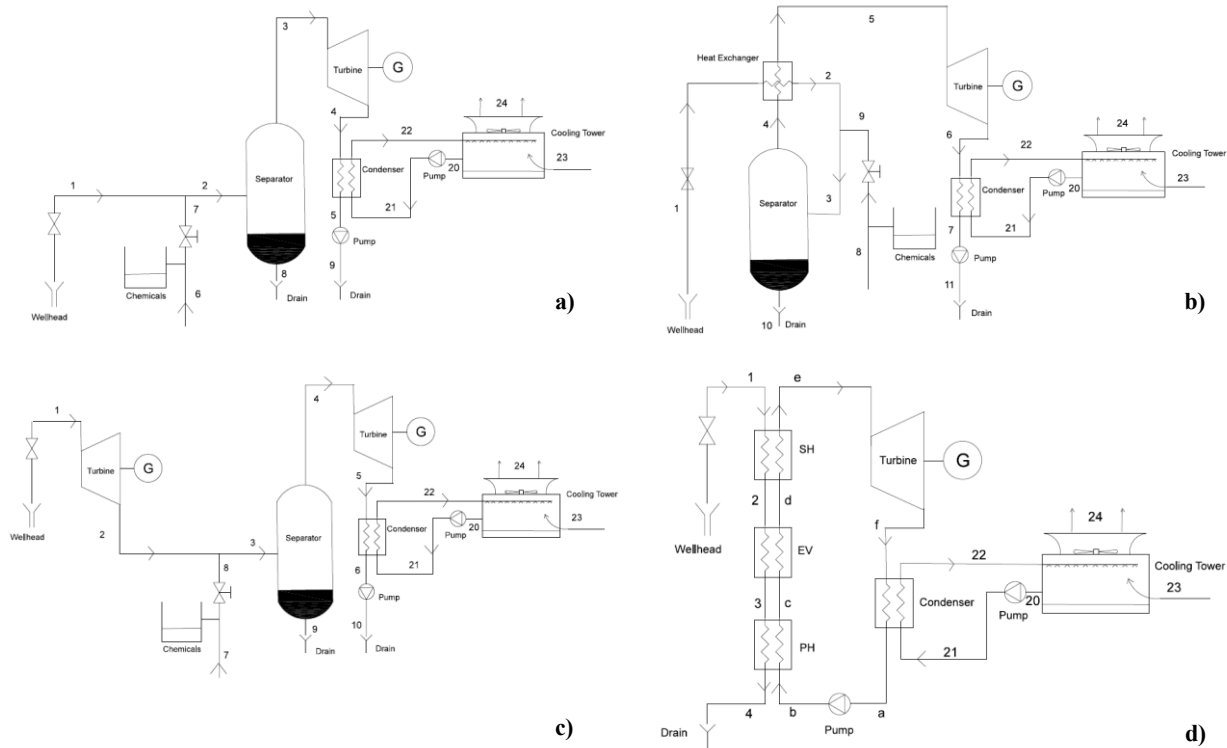 3
Turbine
G
4
24
22
Cooling Tower
1
2
Separator
Condenser
Pump
20
23
7
21
5
Pump
Chemicals
8
9
6
Drain
Drain
Wellhead
a)
5
Heat Exchanger
2
Turbine
G
4
9
6
24
22
Cooling Tower
1
Separator
3
Condenser
Pump
20
23
7
21
8
Chemicals
Pump
11
Wellhead
10
Drain
Drain
b)
1
4
Turbine
G
Turbine
G
5
24
22
Cooling Tower
Wellhead
2
3
Separator
Condenser
Pump
20
23
8
6
21
Pump
Chemicals
9
10
7
Drain
Drain
c)
1
e
SH
Turbine
G
2
d
f
24
Wellhead
EV
22
Cooling Tower
3
c
Condenser
Pump
20
23
PH
21
4
b
Pump
a
Drain
d)